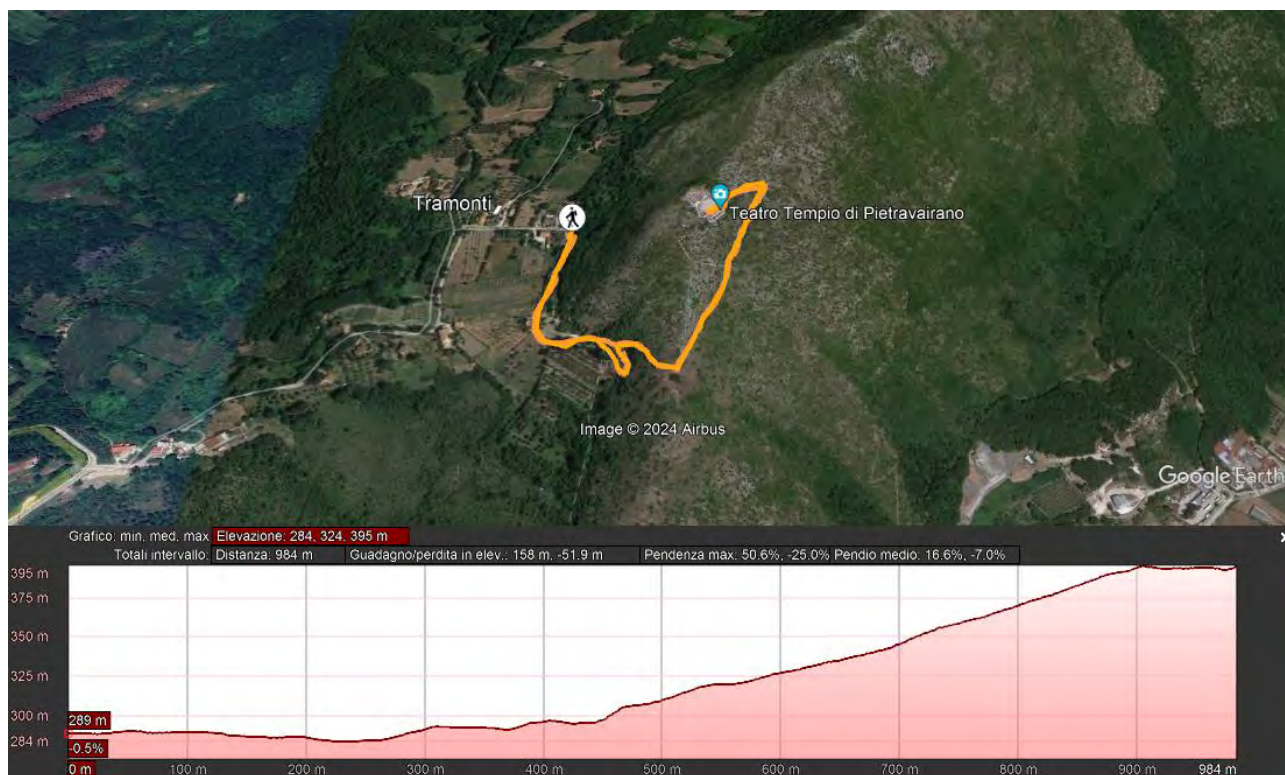 Tramonti
Teatro Tempio di Pietravairano
Image © 2024 Airbus
Google Earth
Grafico: min. med. max Elevazione: 284, 324, 395 m
Totali intervallo: Distanza: 984 m Guadagno/perdita in elev.: 158 m, -51.9 m Pendenza max: 50.6%, -25.0% Pendio medio: 16.6%, -7.0%
395 m
375 m
350 m
325 m
300 m
289 m
284 m
-0.5%
0 m 100 m 200 m 300 m 400 m 500 m 600 m 700 m 800 m 900 m 984 m